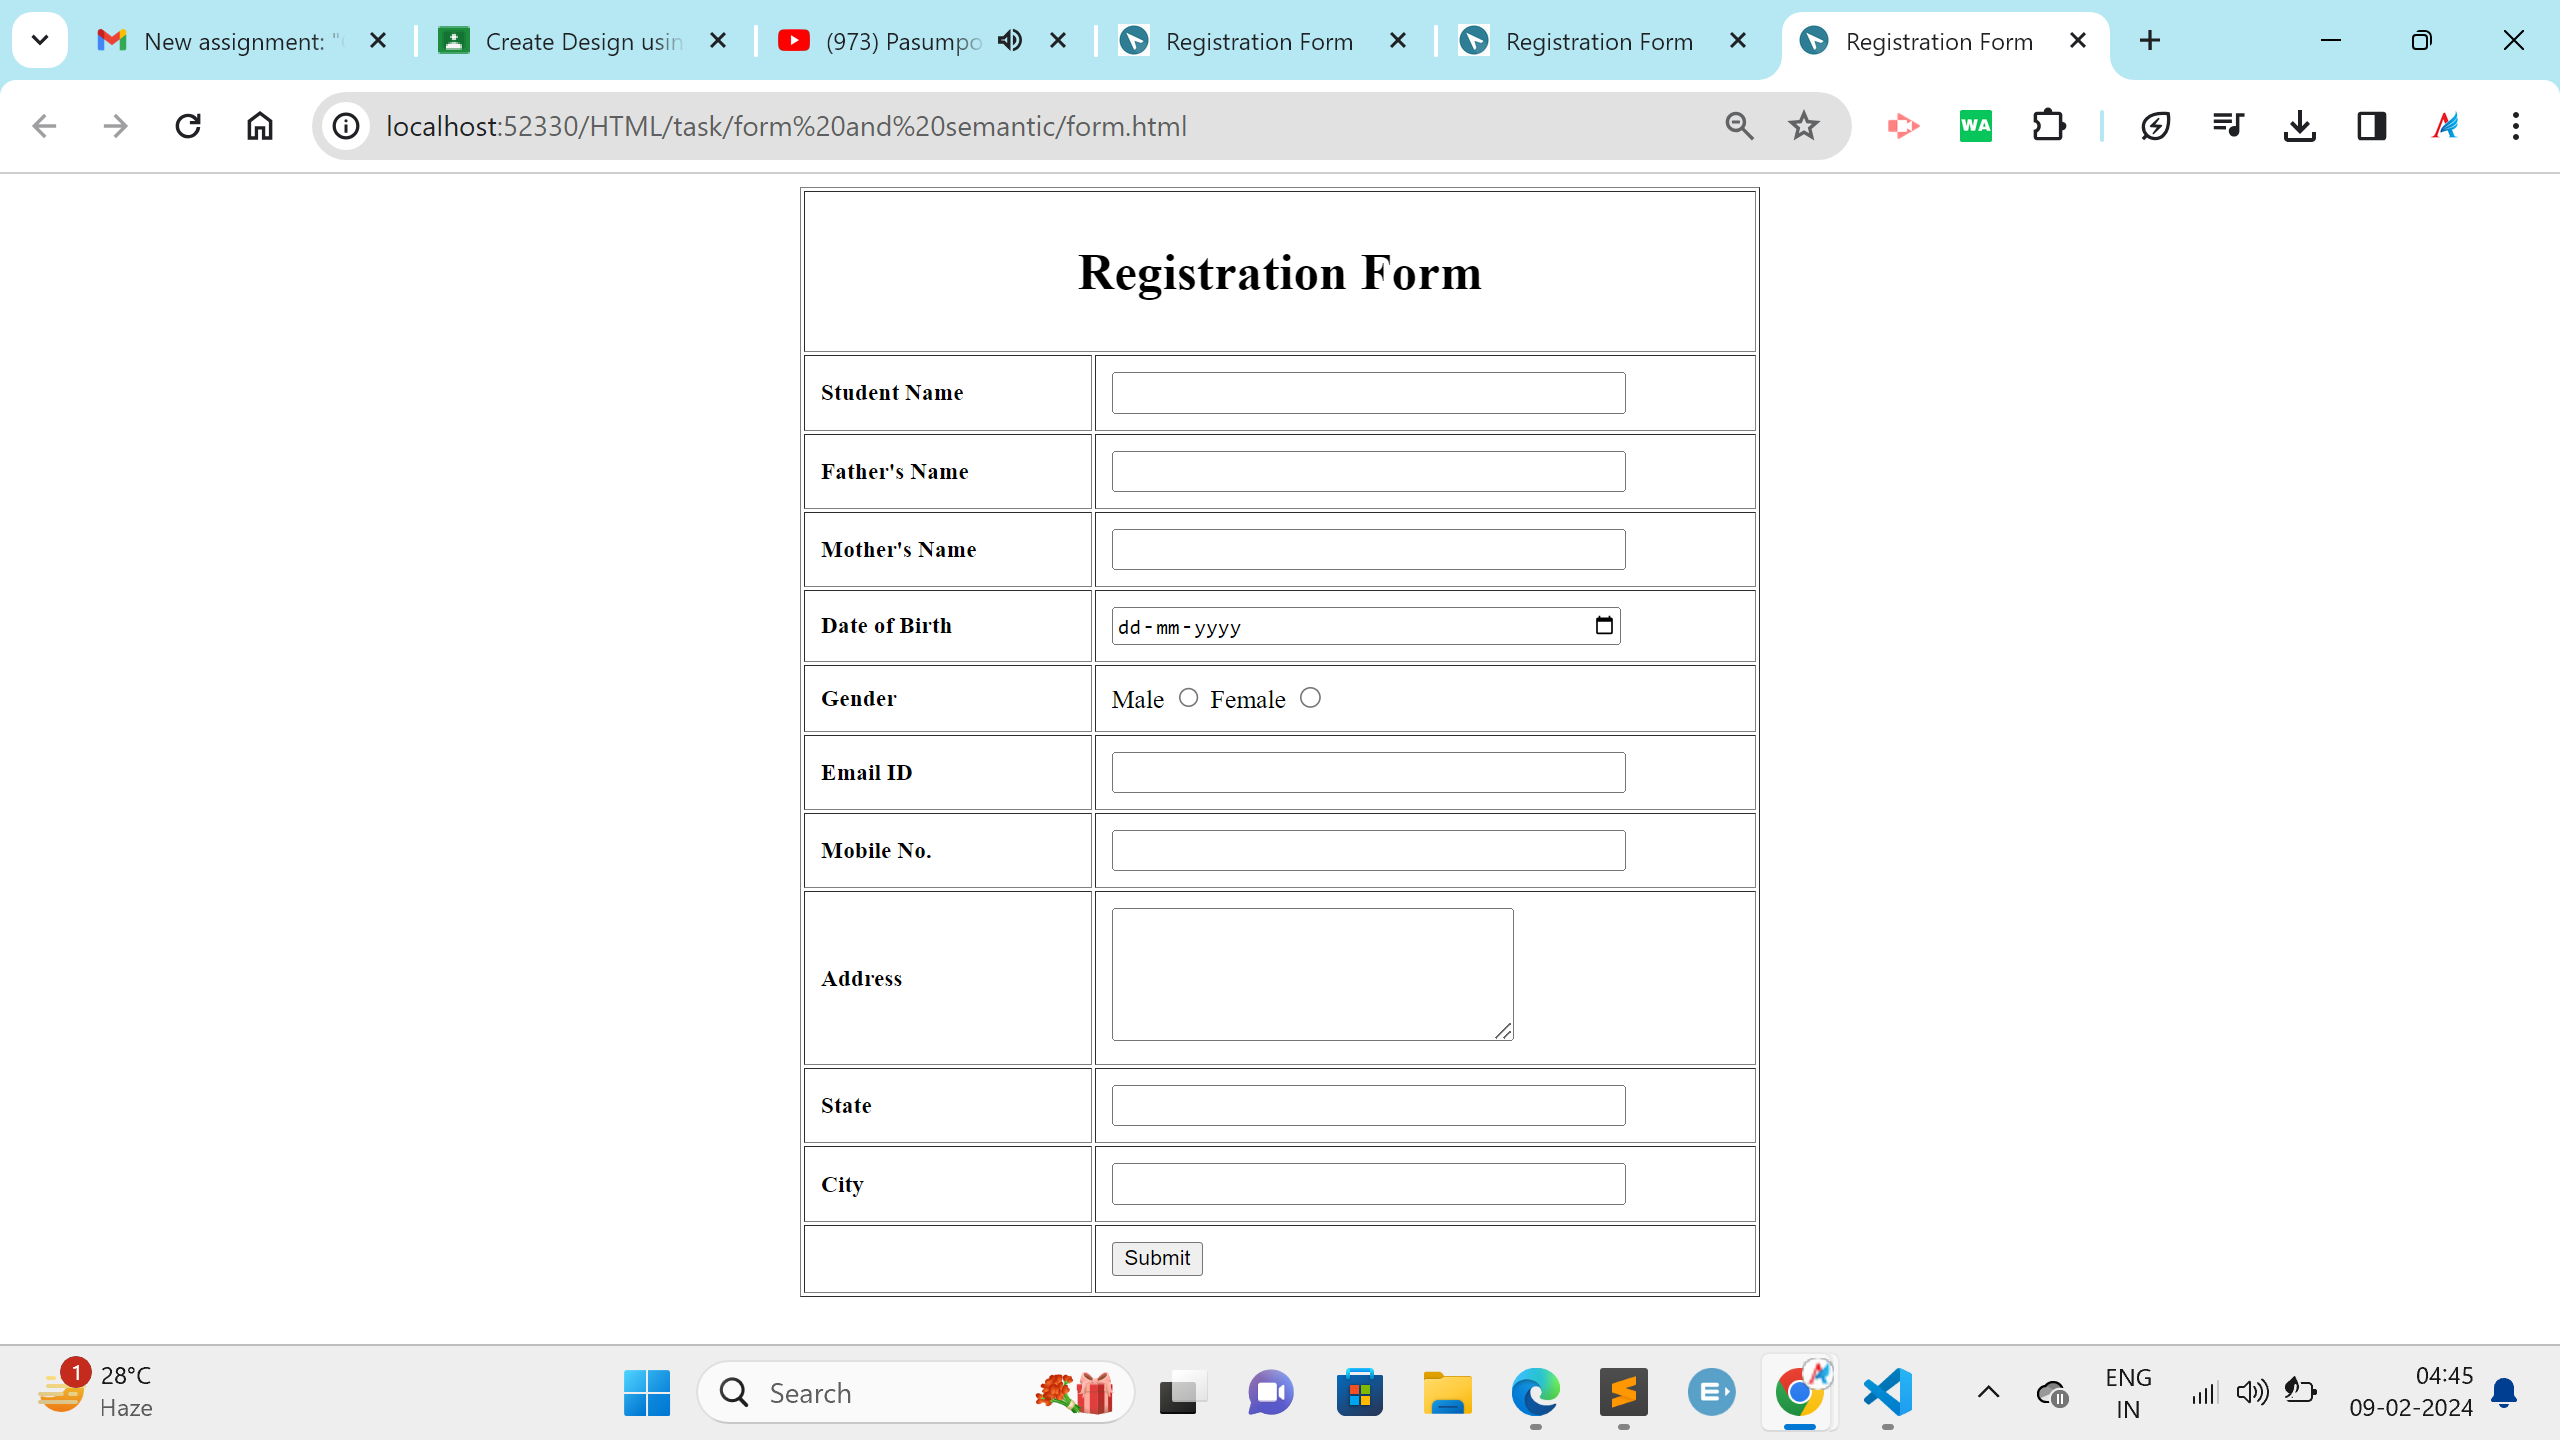 New assignment: "
Create Design usin
(973) Pasumpo
Registration Form
Registration Form
Registration Form
localhost:52330/HTML/task/form%20and%20semantic/form.html
WA
Registration Form
Student Name
Father's Name
Mother's Name
Date of Birth
dd-mm-yyyy
Gender
Male Female
Email ID
Mobile No.
Address
State
City
Submit
1
28°C
Haze
Search
ENG
IN
04:45
09-02-2024